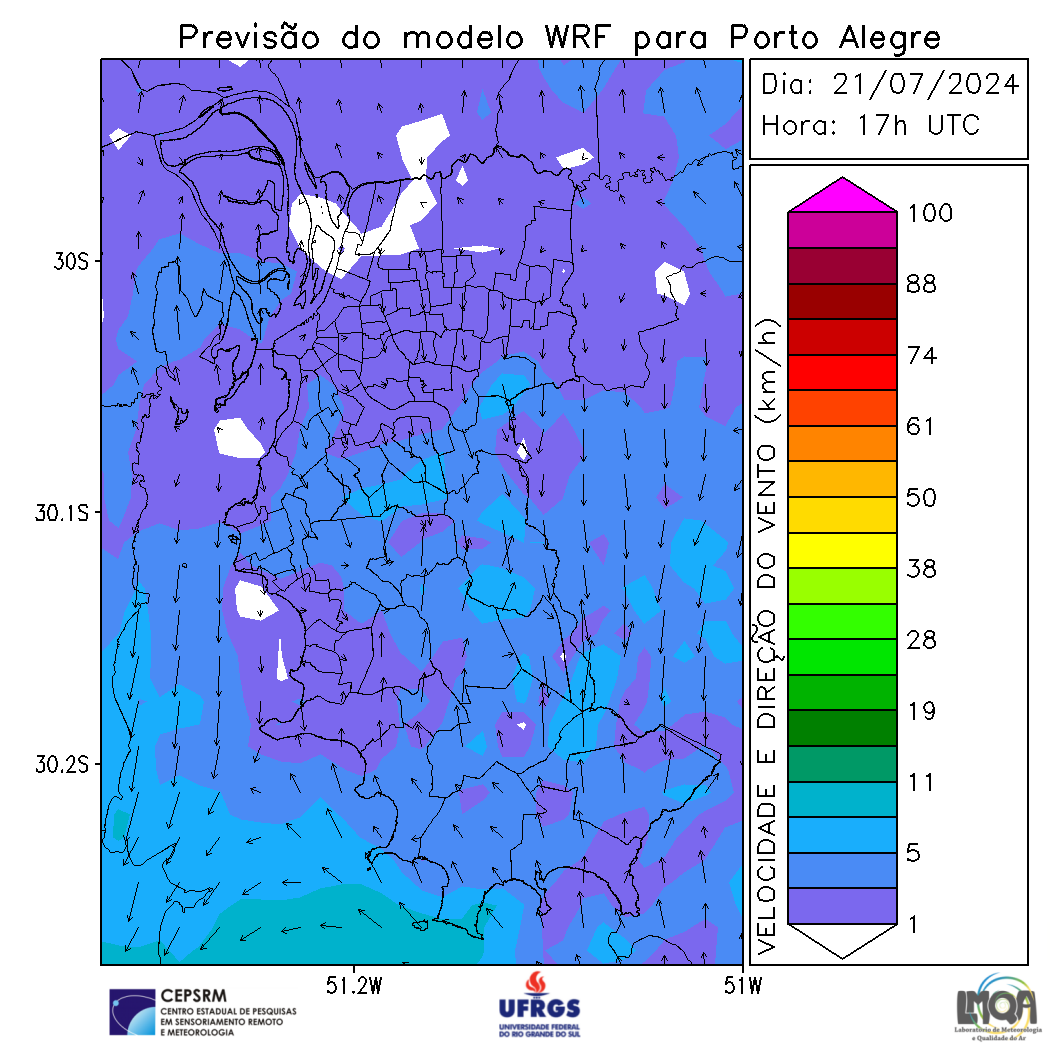 Previsão do modelo WRF para Porto Alegre
Dia: 21/07/2024
Hora: 17h UTC
30S
30.1S
30.2S
51.2W
51W
VELOCIDADE E DIREÇÃO DO VENTO (km/h)
100
88
74
61
50
38
28
19
11
5
1
CEPSRM
CENTRO ESTADUAL DE PESQUISAS
EM SENSORIAMENTO REMOTO
E METEOROLOGIA
UFRGS
UNIVERSIDADE FEDERAL
DO RIO GRANDE DO SUL
LMQA
Laboratório de Meteorologia
e Qualidade do Ar